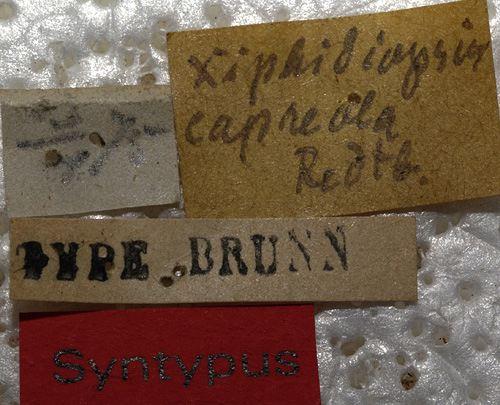 Xiphidiopsis
capreola
Redtb.
TYPE BRUNN
Syntypus